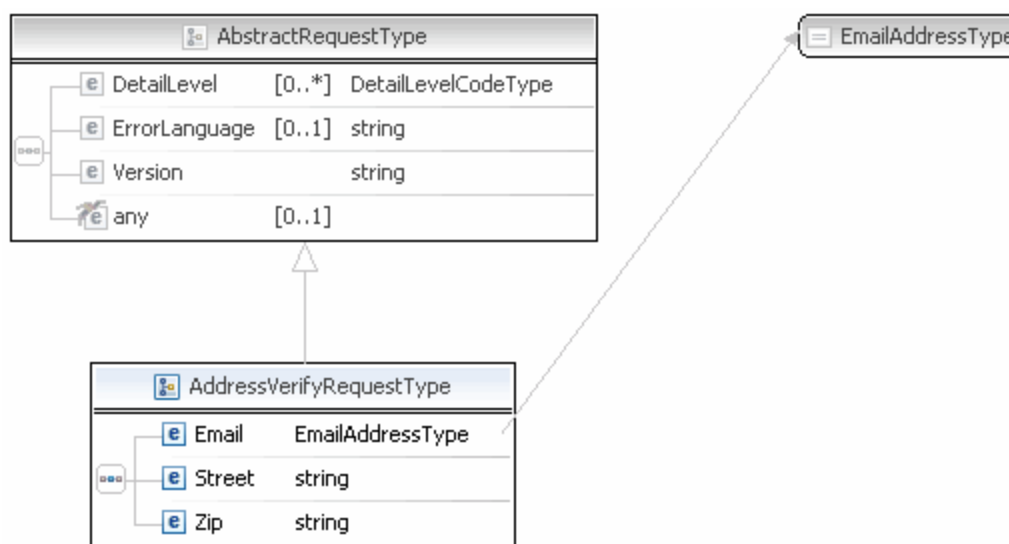 AbstractRequestType
EmailAddressType
DetailLevel [0..*] DetailLevelCodeType
ErrorLanguage [0..1] string
Version string
any [0..1]
AddressVerifyRequestType
Email EmailAddressType
Street string
Zip string